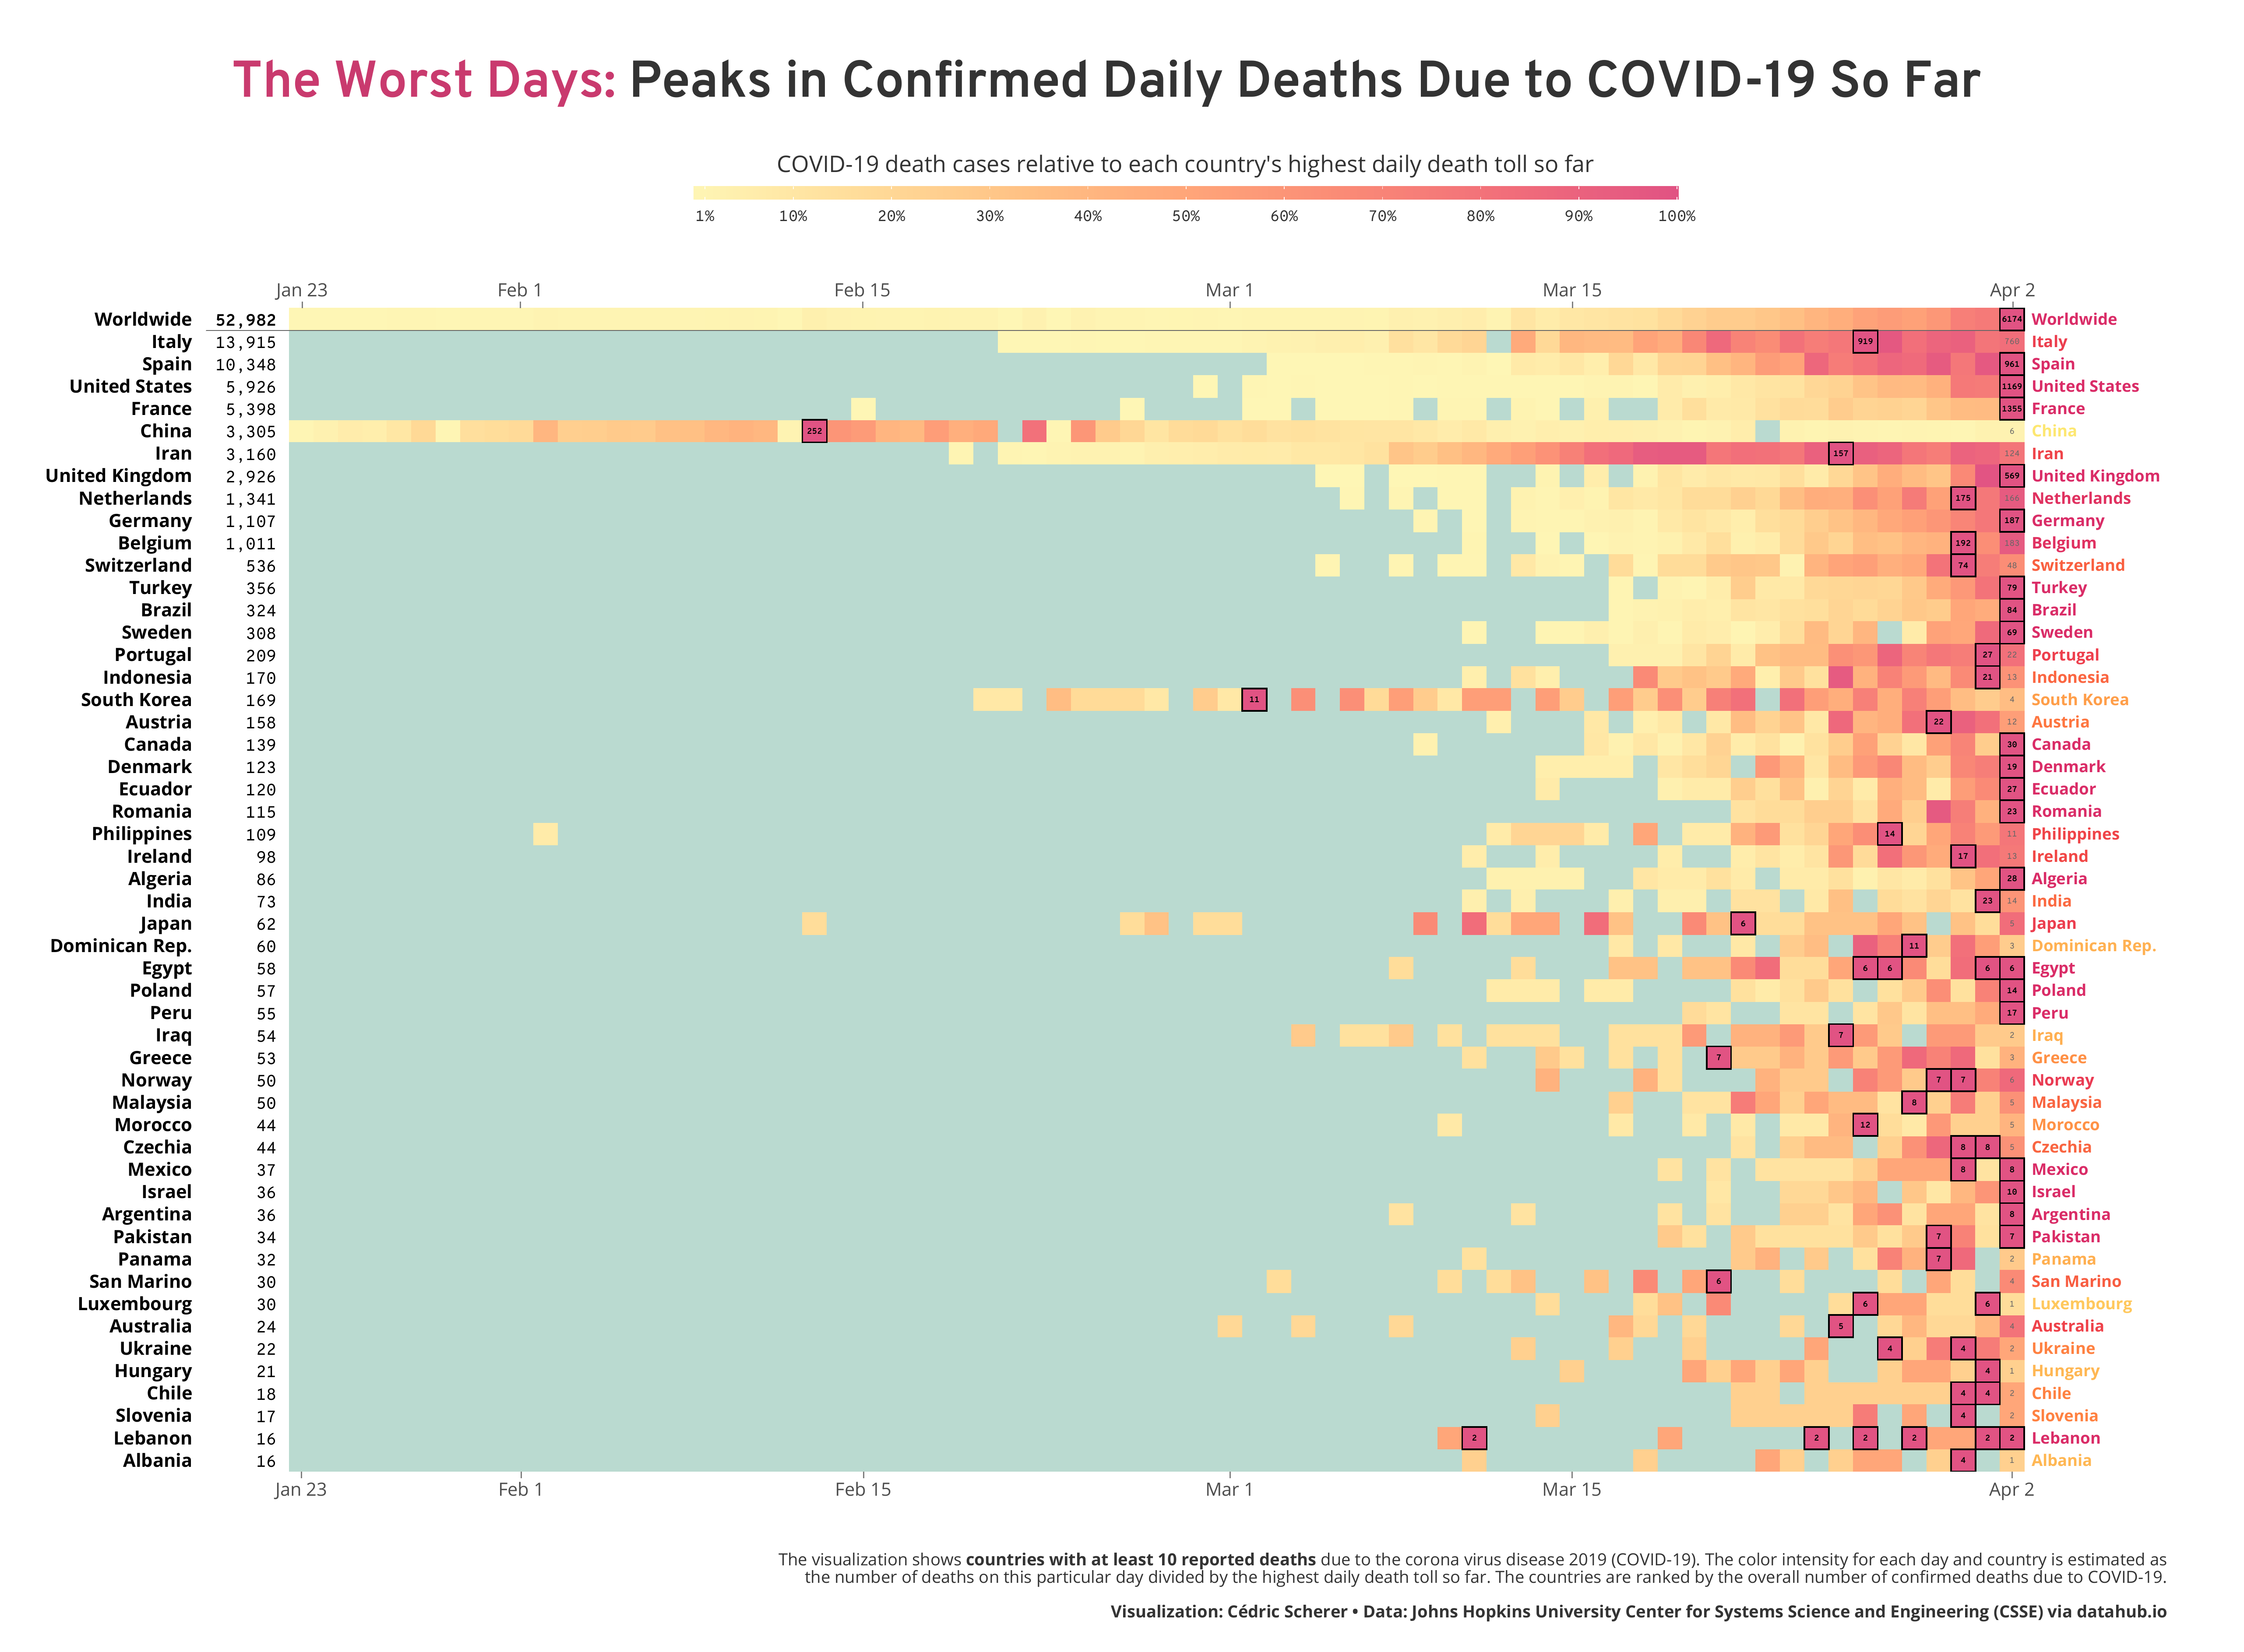 The Worst Days: Peaks in Confirmed Daily Deaths Due to COVID-19 So Far
COVID-19 death cases relative to each country's highest daily death toll so far
1% 10% 20% 30% 40% 50% 60% 70% 80% 90% 100%
Jan 23 Feb 1 Feb 15 Mar 1 Mar 15 Apr 2
Worldwide 52,982 6174 Worldwide
Italy 13,915 919 760 Italy
Spain 10,348 961 Spain
United States 5,926 1169 United States
France 5,398 1355 France
China 3,305 252 6 China
Iran 3,160 157 124 Iran
United Kingdom 2,926 569 United Kingdom
Netherlands 1,341 175 166 Netherlands
Germany 1,107 187 Germany
Belgium 1,011 192 183 Belgium
Switzerland 536 74 48 Switzerland
Turkey 356 79 Turkey
Brazil 324 84 Brazil
Sweden 308 69 Sweden
Portugal 209 27 22 Portugal
Indonesia 170 21 13 Indonesia
South Korea 169 11 4 South Korea
Austria 158 22 12 Austria
Canada 139 30 Canada
Denmark 123 19 Denmark
Ecuador 120 27 Ecuador
Romania 115 23 Romania
Philippines 109 14 11 Philippines
Ireland 98 17 13 Ireland
Algeria 86 28 Algeria
India 73 23 14 India
Japan 62 6 5 Japan
Dominican Rep. 60 11 3 Dominican Rep.
Egypt 58 6 6 6 6 Egypt
Poland 57 14 Poland
Peru 55 17 Peru
Iraq 54 7 2 Iraq
Greece 53 7 3 Greece
Norway 50 7 7 6 Norway
Malaysia 50 8 5 Malaysia
Morocco 44 12 5 Morocco
Czechia 44 8 8 5 Czechia
Mexico 37 8 8 Mexico
Israel 36 10 Israel
Argentina 36 8 Argentina
Pakistan 34 7 7 Pakistan
Panama 32 7 2 Panama
San Marino 30 6 4 San Marino
Luxembourg 30 6 6 1 Luxembourg
Australia 24 5 4 Australia
Ukraine 22 4 4 2 Ukraine
Hungary 21 4 1 Hungary
Chile 18 4 4 2 Chile
Slovenia 17 4 2 Slovenia
Lebanon 16 2 2 2 2 2 2 Lebanon
Albania 16 4 1 Albania
Jan 23 Feb 1 Feb 15 Mar 1 Mar 15 Apr 2
The visualization shows countries with at least 10 reported deaths due to the corona virus disease 2019 (COVID-19). The color intensity for each day and country is estimated as
the number of deaths on this particular day divided by the highest daily death toll so far. The countries are ranked by the overall number of confirmed deaths due to COVID-19.
Visualization: Cédric Scherer • Data: Johns Hopkins University Center for Systems Science and Engineering (CSSE) via datahub.io